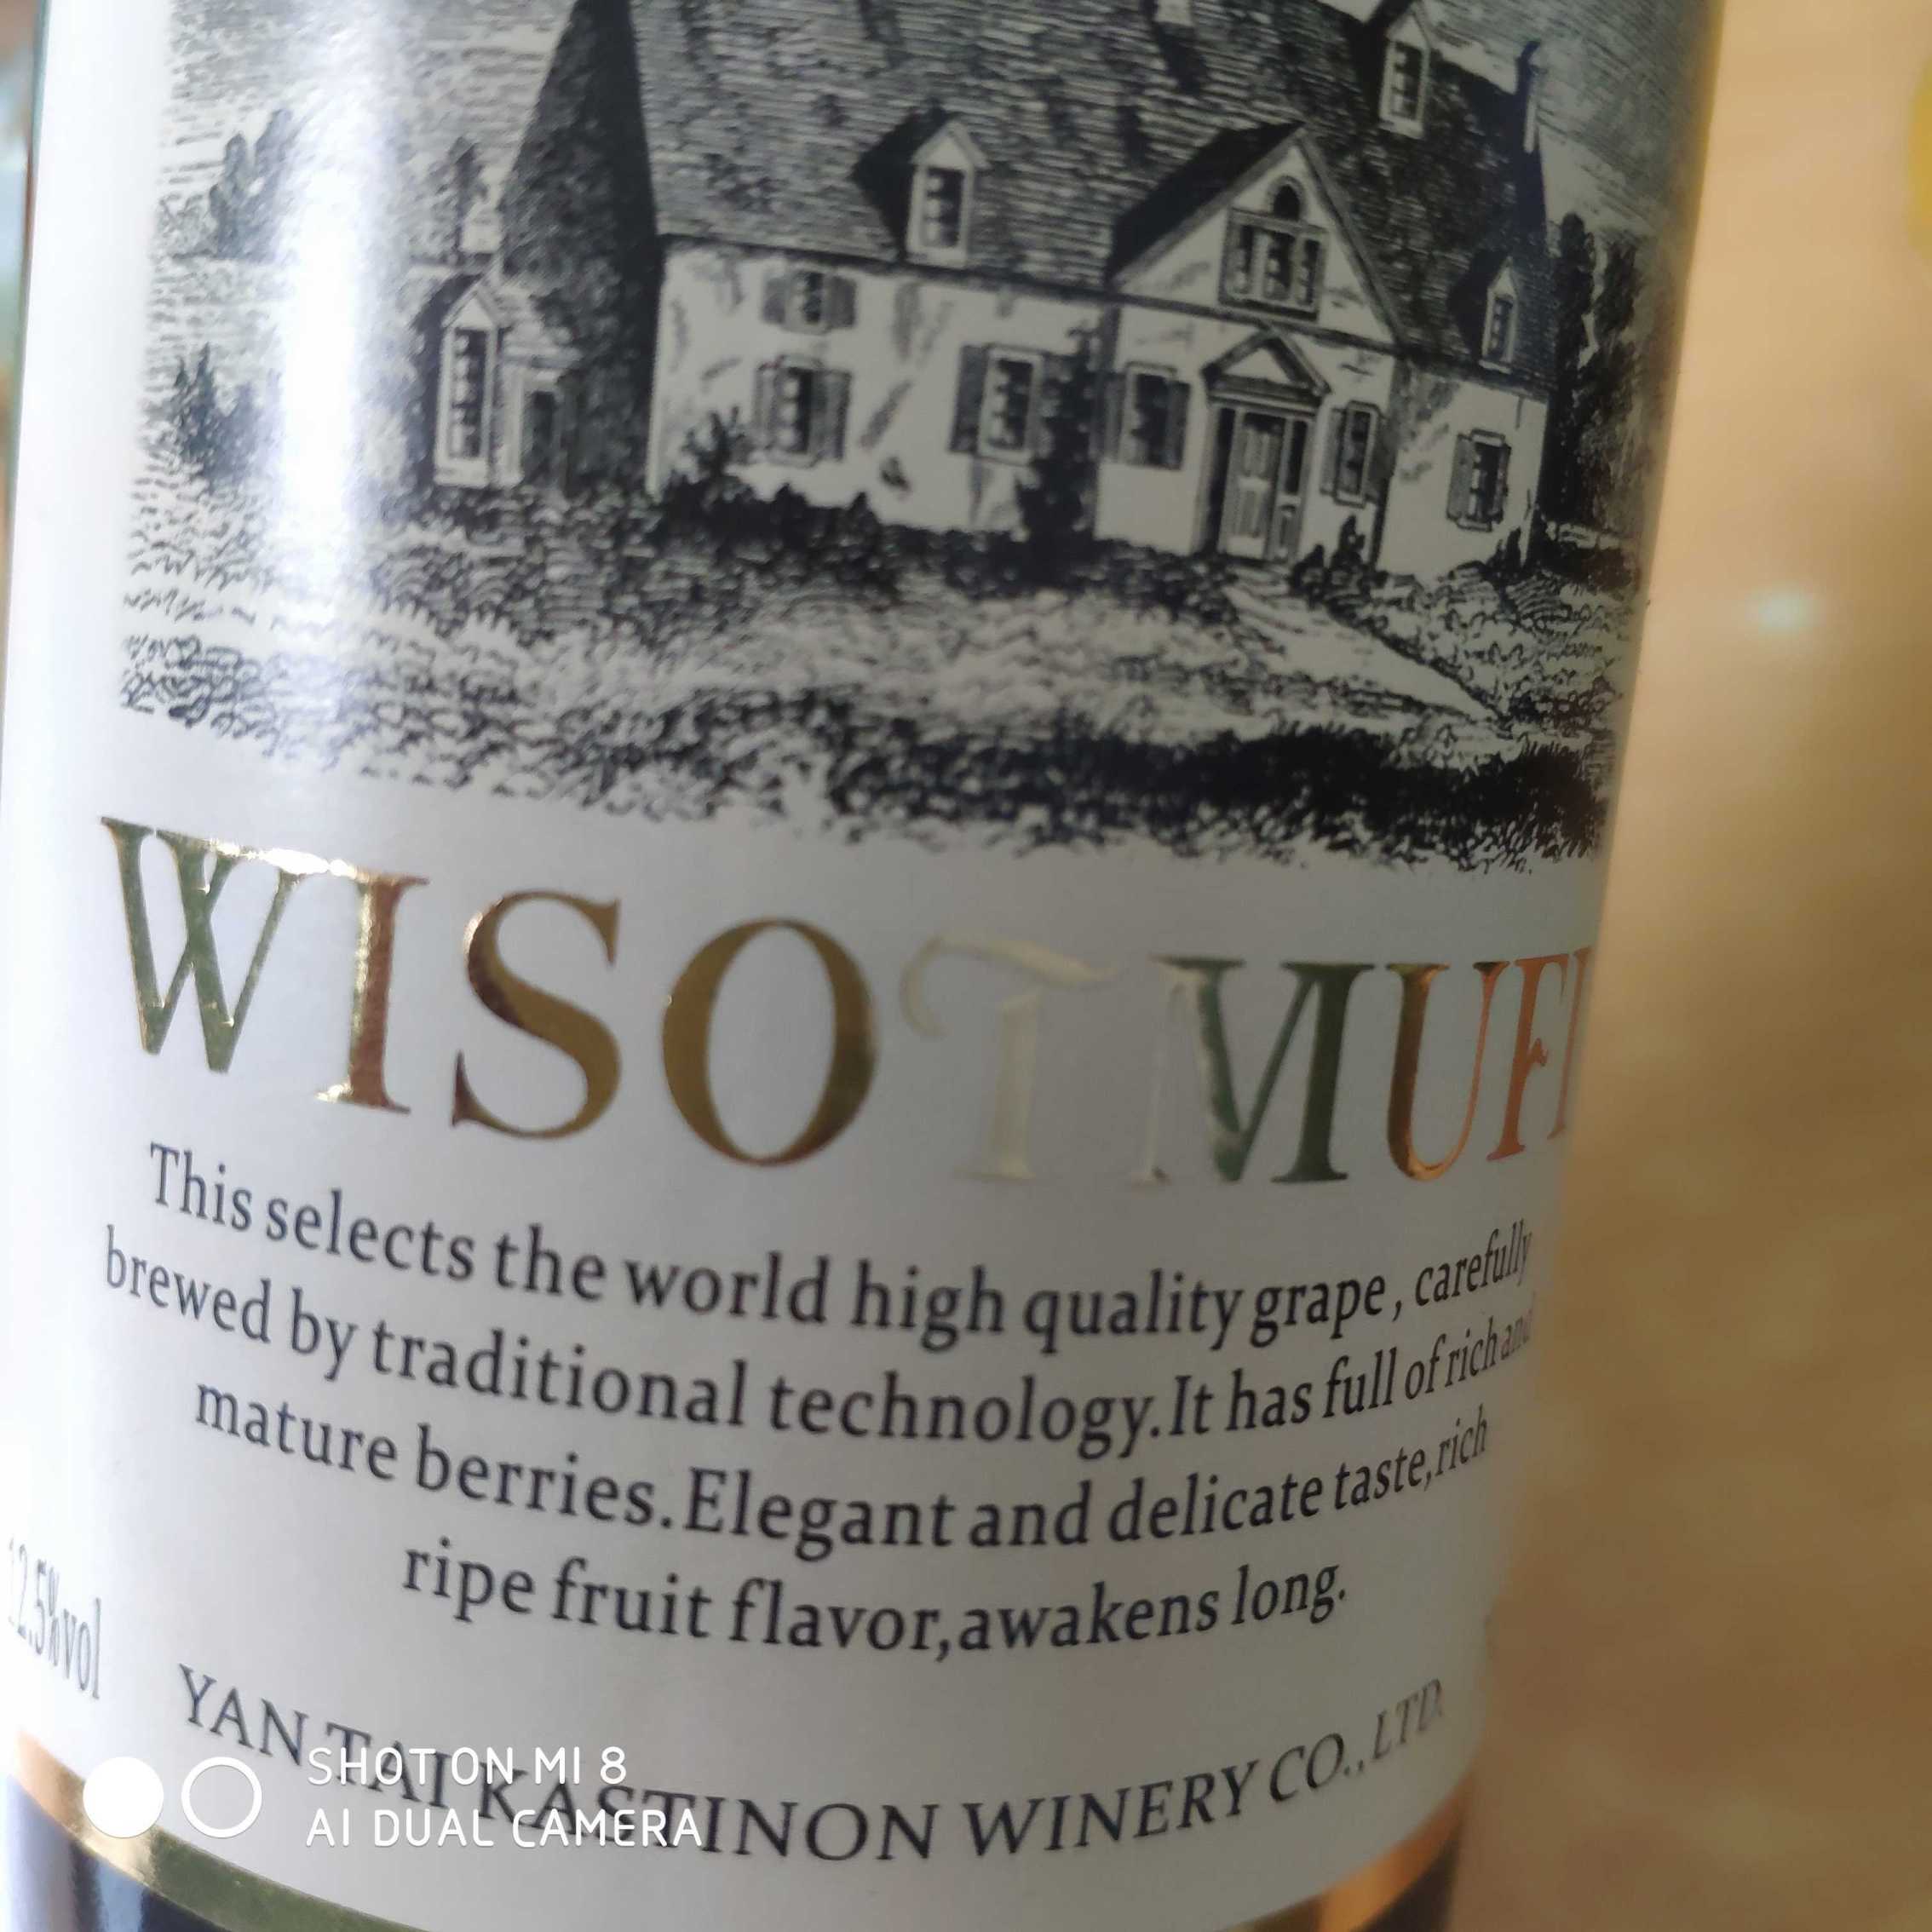 WISOTMUFI
This selects the world high quality grape, carefully
brewed by traditional technology.It has full of rich and
mature berries.Elegant and delicate taste,rich
ripe fruit flavor,awakens long.
12.5%vol
YAN TAI KASTINON WINERY CO.,LTD.
SHOT ON MI 8
AI DUAL CAMERA